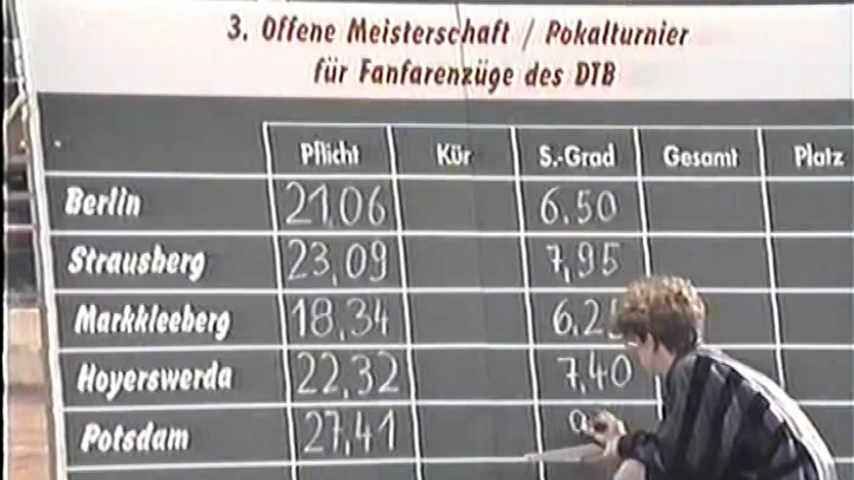 3. Offene Meisterschaft / Pokalturnier
für Fanfarenzüge des DTB
Pflicht Kür S.-Grad Gesamt Platz
Berlin 21,06 6.50
Strausberg 23,09 7,95
Markkleeberg 18,34
Hoyerswerda 22,32 7,40
Potsdam 27,41